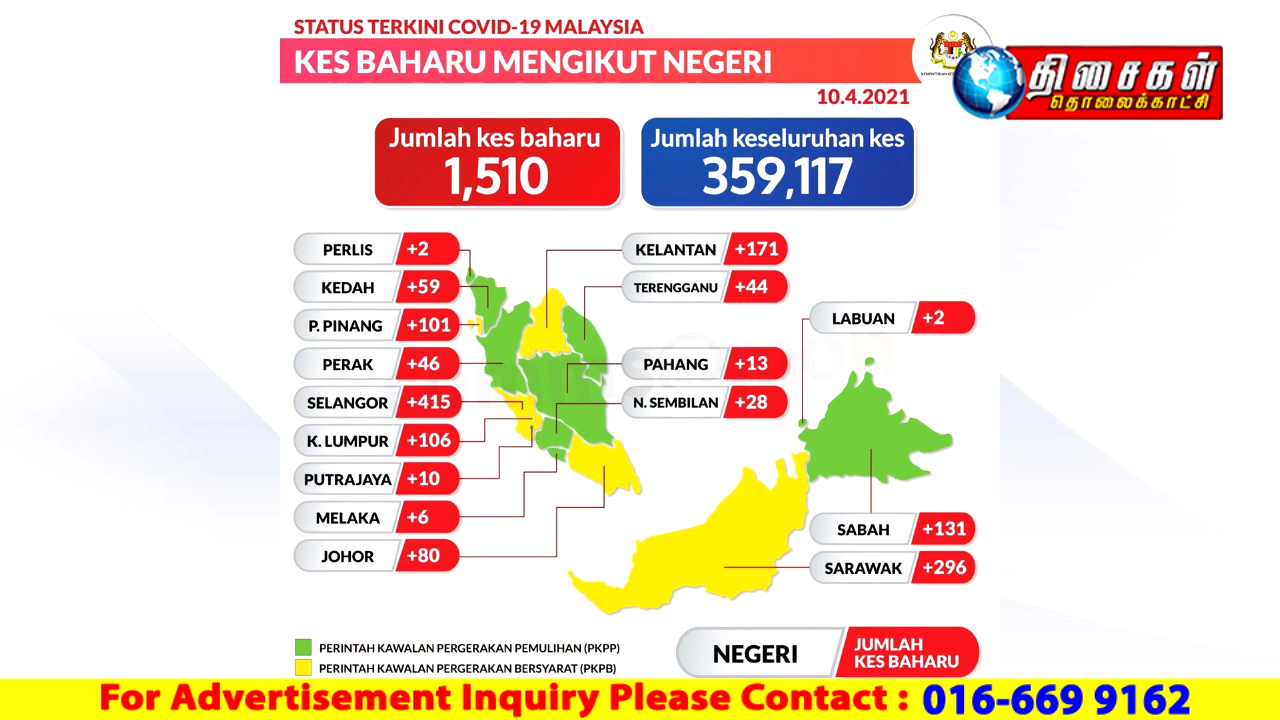 STATUS TERKINI COVID-19 MALAYSIA
KES BAHARU MENGIKUT NEGERI
திசைகள்
தொலைக்காட்சி
10.4.2021
Jumlah kes baharu
1,510
Jumlah keseluruhan kes
359,117
PERLIS +2
KEDAH +59
P. PINANG +101
PERAK +46
SELANGOR +415
K. LUMPUR +106
PUTRAJAYA +10
MELAKA +6
JOHOR +80
KELANTAN +171
TERENGGANU +44
PAHANG +13
N. SEMBILAN +28
LABUAN +2
SABAH +131
SARAWAK +296
PERINTAH KAWALAN PERGERAKAN PEMULIHAN (PKPP)
PERINTAH KAWALAN PERGERAKAN BERSYARAT (PKPB)
NEGERI
JUMLAH
KES BAHARU
For Advertisement Inquiry Please Contact : 016-669 9162